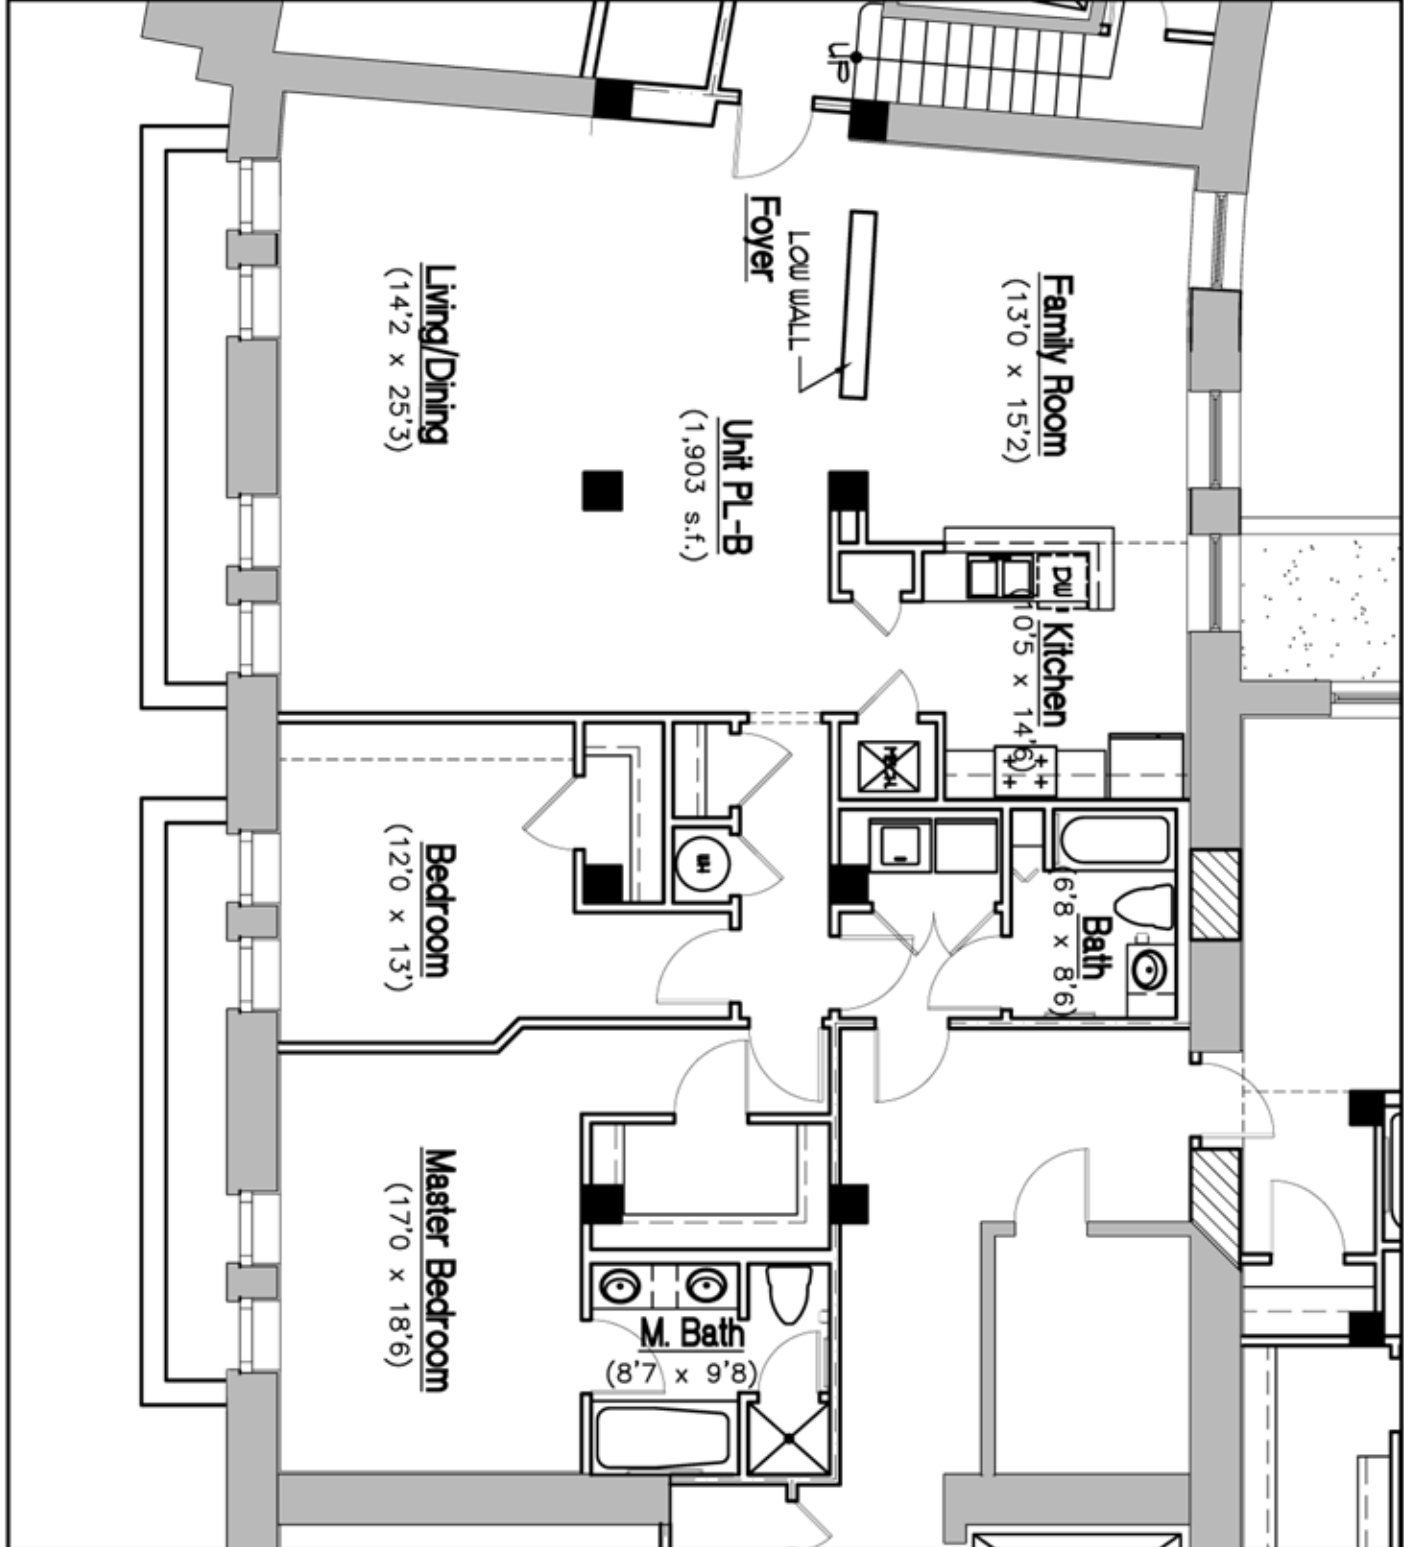 UP
Foyer
LOW WALL
Family Room
(13'0 x 15'2)
Living/Dining
(14'2 x 25'3)
Unit PL-B
(1,903 s.f.)
DW
Kitchen
10'5 x 14'6)
MECH.
WH
Bedroom
(12'0 x 13')
Bath
(6'8 x 8'6)
Master Bedroom
(17'0 x 18'6)
M. Bath
(8'7 x 9'8)